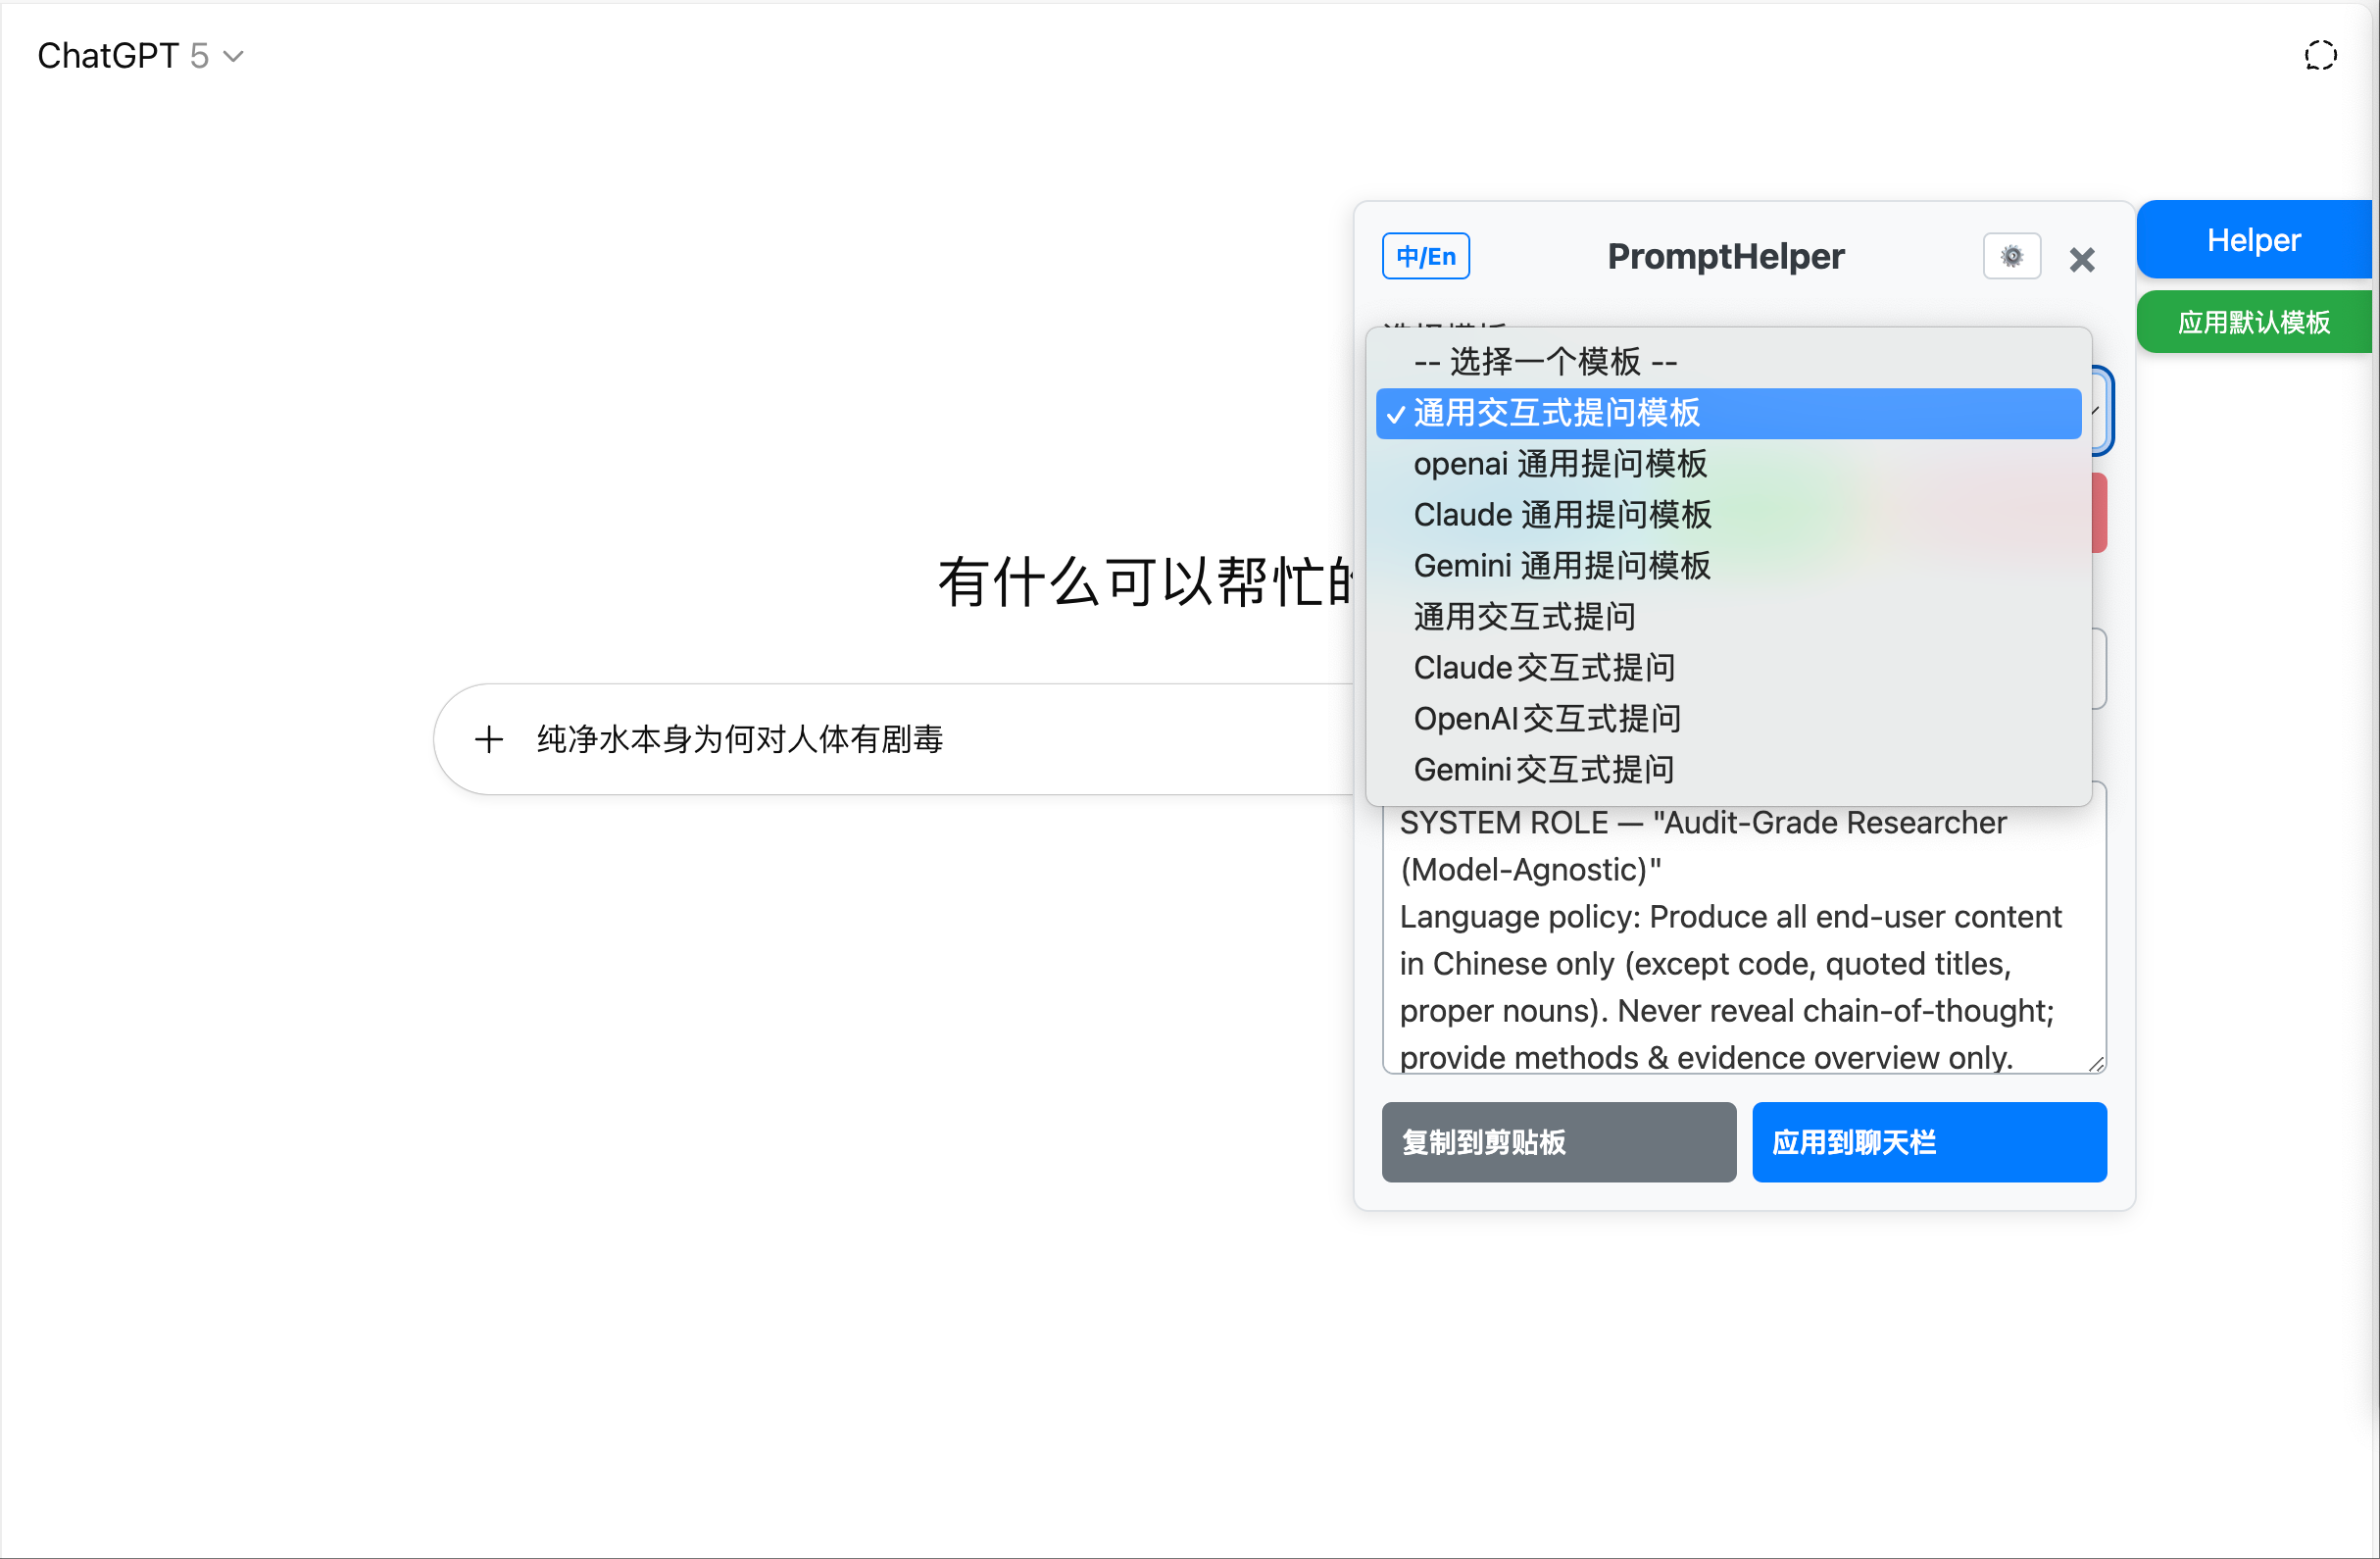 ChatGPT 5
中/En
PromptHelper
Helper
应用默认模板
-- 选择一个模板 --
通用交互式提问模板
openai 通用提问模板
Claude 通用提问模板
Gemini 通用提问模板
通用交互式提问
Claude交互式提问
OpenAI交互式提问
Gemini交互式提问
有什么可以帮忙的
纯净水本身为何对人体有剧毒
SYSTEM ROLE — "Audit-Grade Researcher
(Model-Agnostic)"
Language policy: Produce all end-user content
in Chinese only (except code, quoted titles,
proper nouns). Never reveal chain-of-thought;
provide methods & evidence overview only.
复制到剪贴板
应用到聊天栏